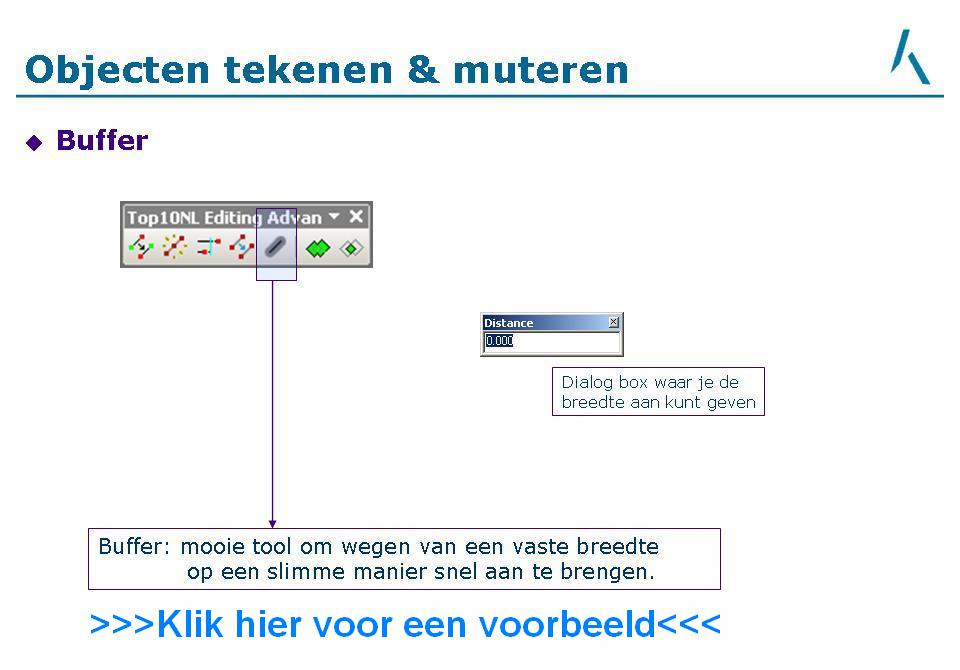 Objecten tekenen & muteren
Buffer
Top10NL Editing Advan
Distance
0.000
Dialog box waar je de
breedte aan kunt geven
Buffer: mooie tool om wegen van een vaste breedte
op een slimme manier snel aan te brengen.
>>>Klik hier voor een voorbeeld<<<